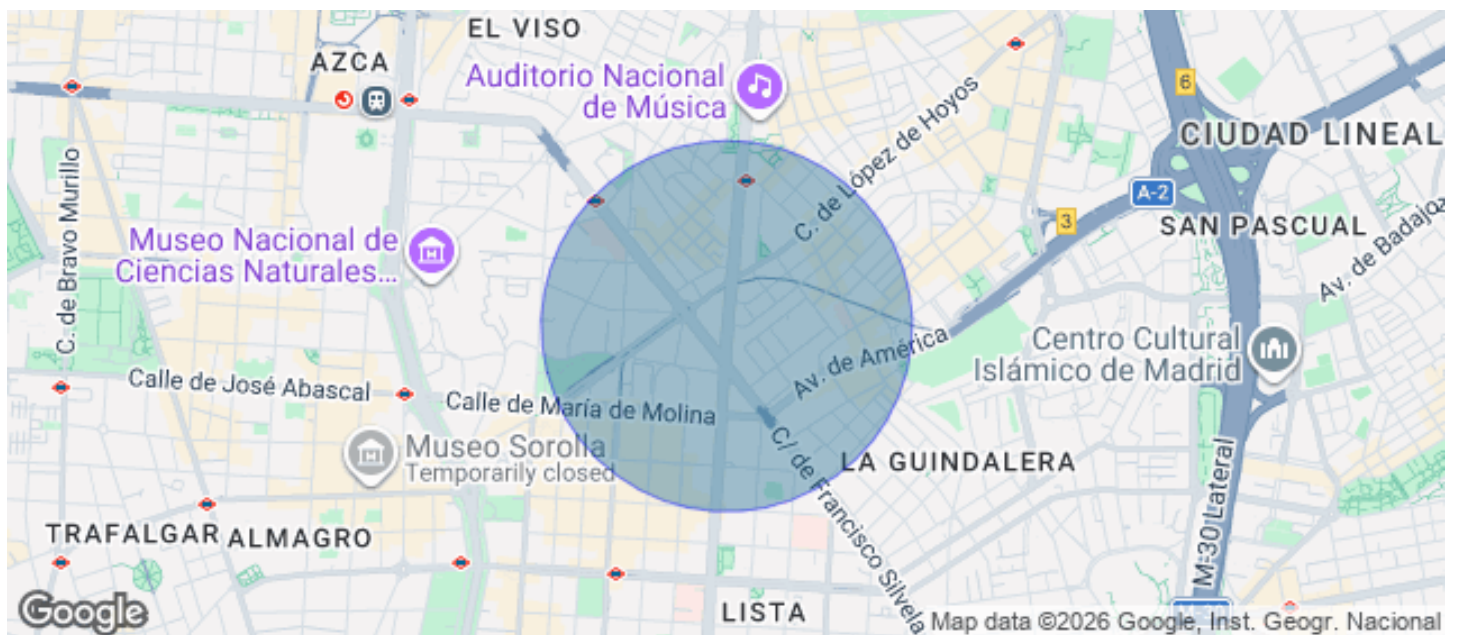 EL VISO
AZCA
Auditorio Nacional
de Música
C. de López de Hoyos
6
CIUDAD LINEAL
A-2
3
SAN PASCUAL
Av. de Badajoz
C. de Bravo Murillo
Museo Nacional de
Ciencias Naturales...
Centro Cultural
Islámico de Madrid
Av. de América
Calle de José Abascal
Calle de María de Molina
Museo Sorolla
Temporarily closed
C/ de Francisco Silvela
LA GUINDALERA
M-30 Lateral
TRAFALGAR
ALMAGRO
LISTA
Google
Map data ©2026 Google, Inst. Geogr. Nacional